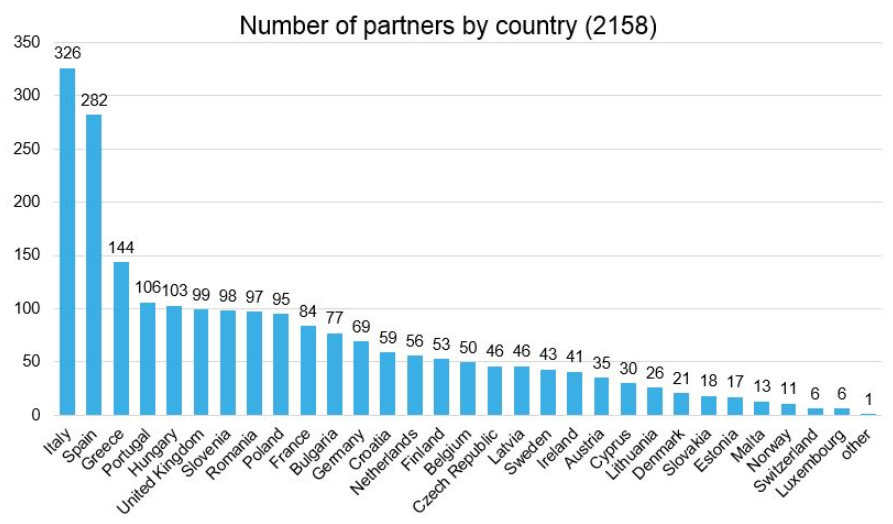 Number of partners by country (2158)
350
300
250
200
150
100
50
0
326
282
144
106
103
99
98
97
95
84
77
69
59
56
53
50
46
46
43
41
35
30
26
21
18
17
13
11
6
6
1
Italy
Spain
Greece
Portugal
Hungary
United Kingdom
Slovenia
Romania
Poland
France
Bulgaria
Germany
Croatia
Netherlands
Finland
Belgium
Czech Republic
Latvia
Sweden
Ireland
Austria
Cyprus
Lithuania
Denmark
Slovakia
Estonia
Malta
Norway
Switzerland
Luxembourg
other